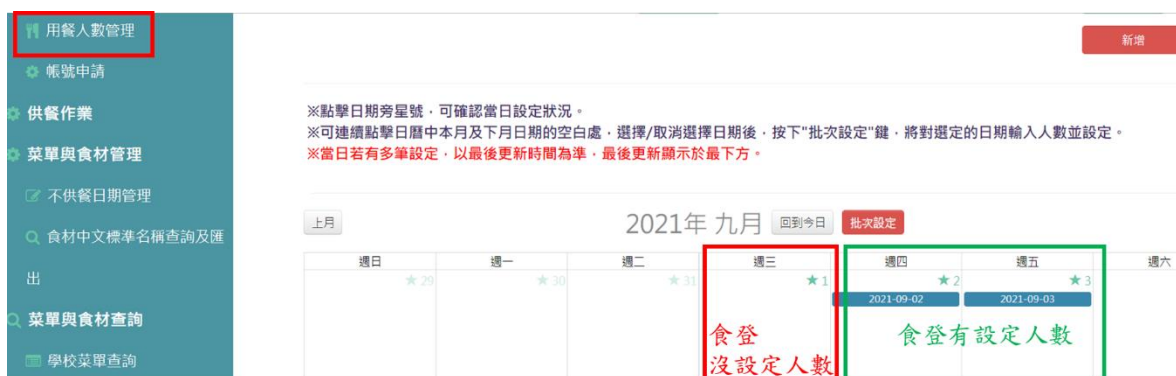 用餐人數管理
帳號申請
供餐作業
菜單與食材管理
不供餐日期管理
食材中文標準名稱查詢及匯
出
菜單與食材查詢
學校菜單查詢
新增
※點擊日期旁星號，可確認當日設定狀況。
※可連續點擊日曆中本月及下月日期的空白處，選擇/取消選擇日期後，按下"批次設定"鍵，將對選定的日期輸入人數並設定。
※當日若有多筆設定，以最後更新時間為準，最後更新顯示於最下方。
上月 2021年 九月 回到今日 批次設定
週日 週一 週二 週三 週四 週五 週六
★29 ★30 ★31 ★1 ★2 ★3
2021-09-02 2021-09-03
食登
沒設定人數
食登有設定人數